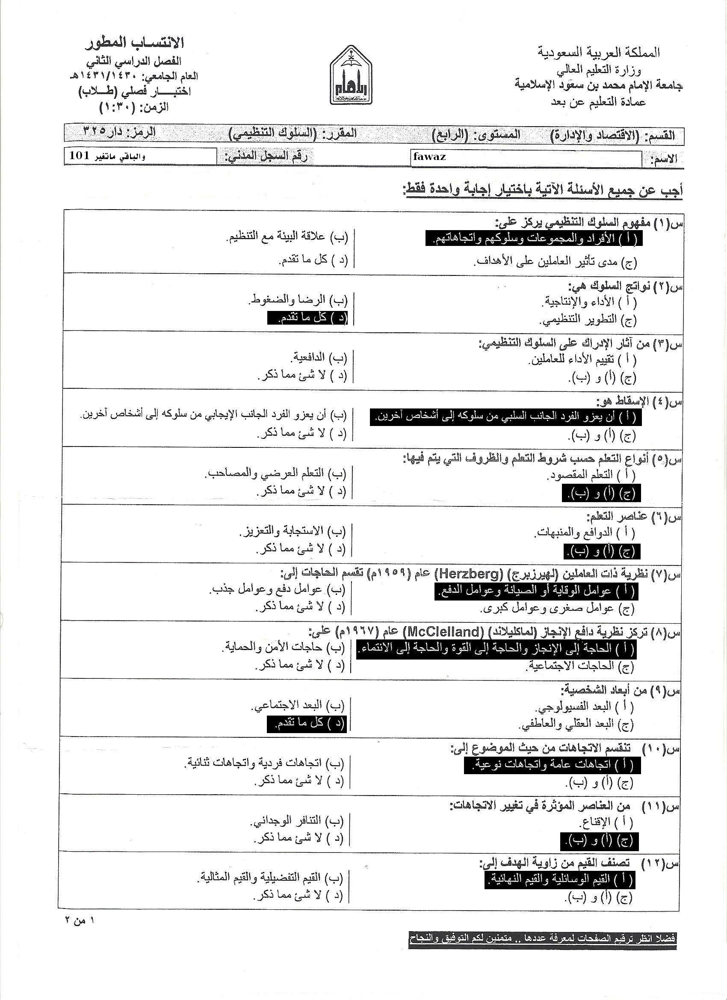 المملكة العربية السعودية
وزارة التعليم العالي
جامعة الإمام محمد بن سعود الإسلامية
عمادة التعليم عن بعد
الإمام
الانتساب المطور
الفصل الدراسي الثاني
العام الجامعي: ١٤٣١/١٤٣٠هـ
اختبـــار فصلي (طــلاب)
الزمن: (١:٣٠)
القسم: (الاقتصاد والإدارة) المستوى: (الرابع) المقرر: (السلوك التنظيمي) الرمز: دار ٣٢٥
الاسم: fawaz رقم السجل المدني: 101 والباقي ماتغير
أجب عن جميع الأسئلة الآتية باختيار إجابة واحدة فقط:
س(١) مفهوم السلوك التنظيمي يركز على:
(أ) الأفراد والمجموعات وسلوكهم واتجاهاتهم. (ب) علاقة البيئة مع التنظيم.
(ج) مدى تأثير العاملين على الأهداف. (د) كل ما تقدم.
س(٢) نواتج السلوك هي:
(أ) الأداء والإنتاجية. (ب) الرضا والضغوط.
(ج) التطوير التنظيمي. (د) كل ما تقدم.
س(٣) من آثار الإدراك على السلوك التنظيمي:
(أ) تقييم الأداء للعاملين. (ب) الدافعية.
(ج) (أ) و (ب). (د) لا شئ مما ذكر.
س(٤) الإسقاط هو:
(أ) أن يعزو الفرد الجانب السلبي من سلوكه إلى أشخاص آخرين. (ب) أن يعزو الفرد الجانب الإيجابي من سلوكه إلى أشخاص آخرين.
(ج) (أ) و (ب). (د) لا شئ مما ذكر.
س(٥) أنواع التعلم حسب شروط التعلم والظروف التي يتم فيها:
(أ) التعلم المقصود. (ب) التعلم العرضي والمصاحب.
(ج) (أ) و (ب). (د) لا شئ مما ذكر.
س(٦) عناصر التعلم:
(أ) الدوافع والمنبهات. (ب) الاستجابة والتعزيز.
(ج) (أ) و (ب). (د) لا شئ مما ذكر.
س(٧) نظرية ذات العاملين (لهيرزبرج) (Herzberg) عام (١٩٥٩م) تقسم الحاجات إلى:
(أ) عوامل الوقاية أو الصيانة وعوامل الدفع. (ب) عوامل دفع وعوامل جذب.
(ج) عوامل صغرى وعوامل كبرى. (د) لا شئ مما ذكر.
س(٨) تركز نظرية دافع الإنجاز (لماكليلاند) (McClelland) عام (١٩٦٧م) على:
(أ) الحاجة إلى الإنجاز والحاجة إلى القوة والحاجة إلى الانتماء. (ب) حاجات الأمن والحماية.
(ج) الحاجات الاجتماعية. (د) لا شئ مما ذكر.
س(٩) من أبعاد الشخصية:
(أ) البعد الفسيولوجي. (ب) البعد الاجتماعي.
(ج) البعد العقلي والعاطفي. (د) كل ما تقدم.
س(١٠) تنقسم الاتجاهات من حيث الموضوع إلى:
(أ) اتجاهات عامة واتجاهات نوعية. (ب) اتجاهات فردية واتجاهات ثنائية.
(ج) (أ) و (ب). (د) لا شئ مما ذكر.
س(١١) من العناصر المؤثرة في تغيير الاتجاهات:
(أ) الإقناع. (ب) التنافر الوجداني.
(ج) (أ) و (ب). (د) لا شئ مما ذكر.
س(١٢) تصنف القيم من زاوية الهدف إلى:
(أ) القيم الوسائلية والقيم النهائية. (ب) القيم التفضيلية والقيم المثالية.
(ج) (أ) و (ب). (د) لا شئ مما ذكر.
١ من ٢
فضلا انظر ترقيم الصفحات لمعرفة عددها .. متمنين لكم التوفيق والنجاح